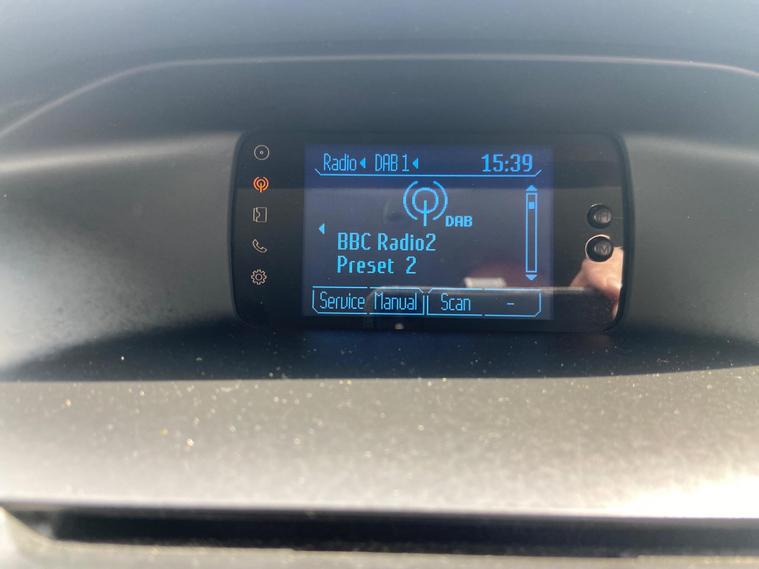 Radio DAB 1 15:39
DAB
BBC Radio2
Preset 2
Service Manual Scan -